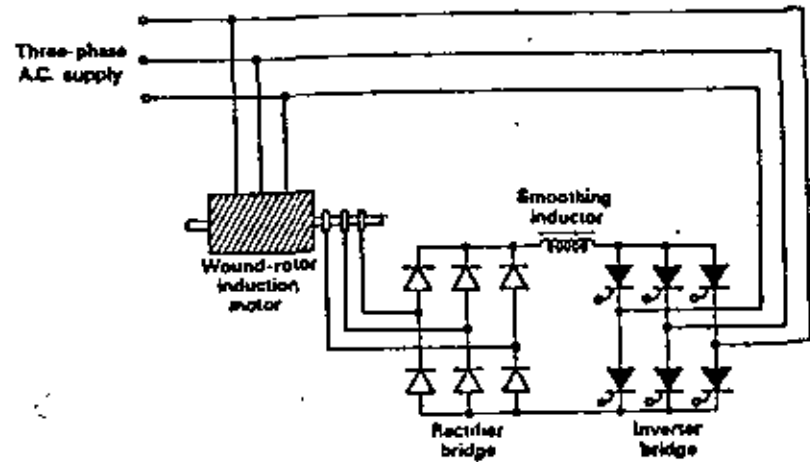 Three-phase
A.C. supply
Smoothing
inductor
Wound-rotor
induction
motor
Rectifier
bridge
Inverter
bridge